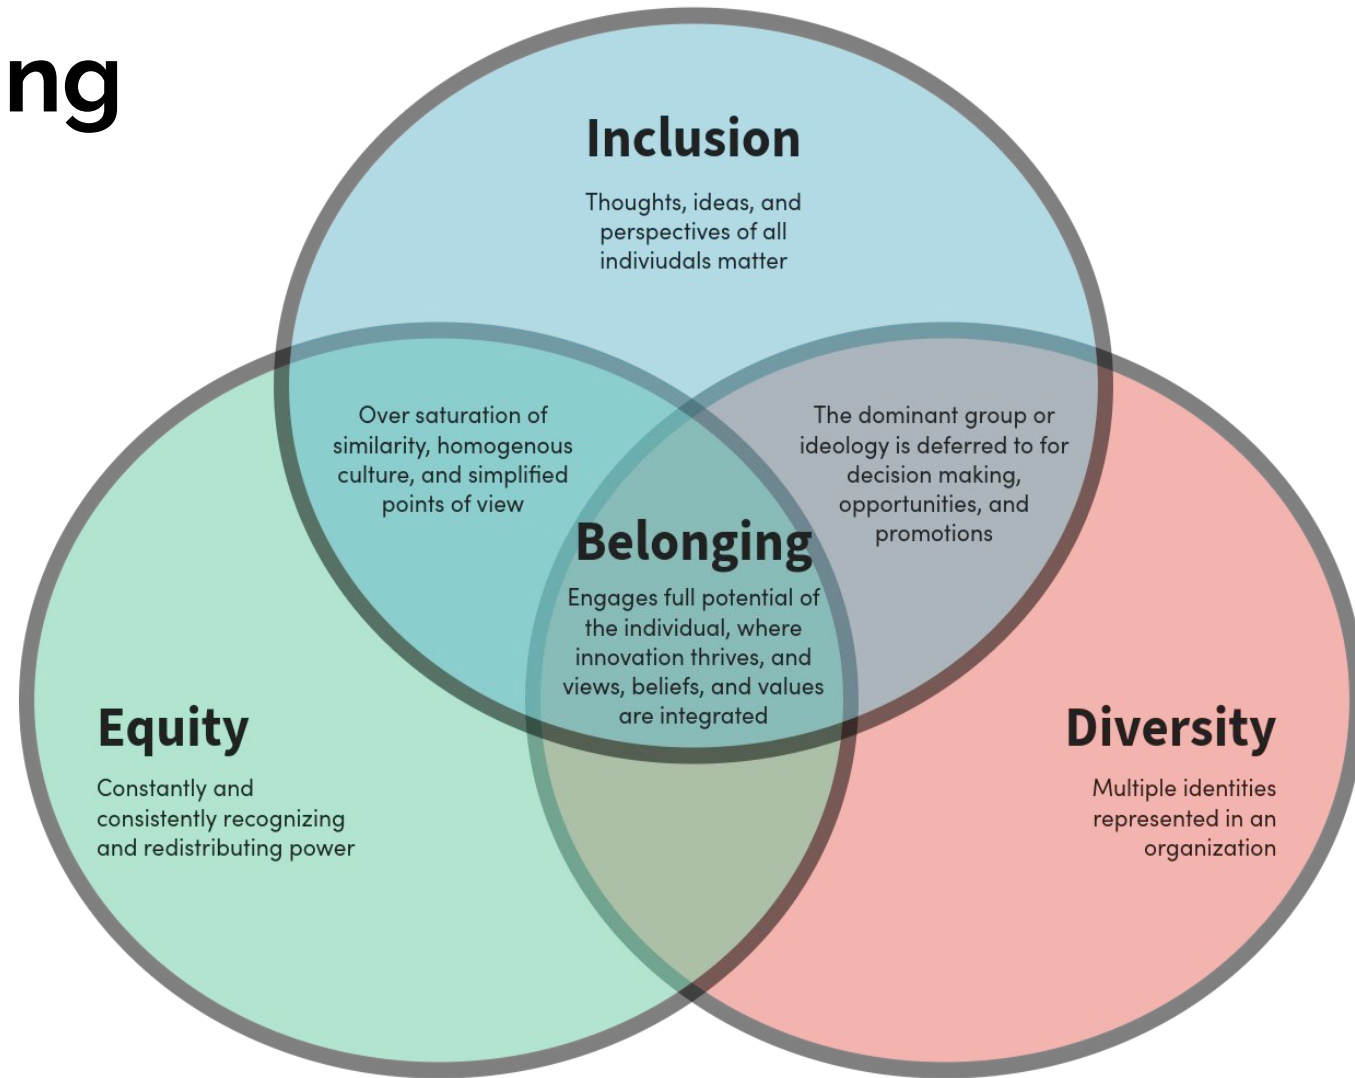 ng
Inclusion
Thoughts, ideas, and
perspectives of all
indiviudals matter
Over saturation of
similarity, homogenous
culture, and simplified
points of view
The dominant group or
ideology is deferred to for
decision making,
opportunities, and
promotions
Belonging
Engages full potential of
the individual, where
innovation thrives, and
views, beliefs, and values
are integrated
Equity
Constantly and
consistently recognizing
and redistributing power
Diversity
Multiple identities
represented in an
organization